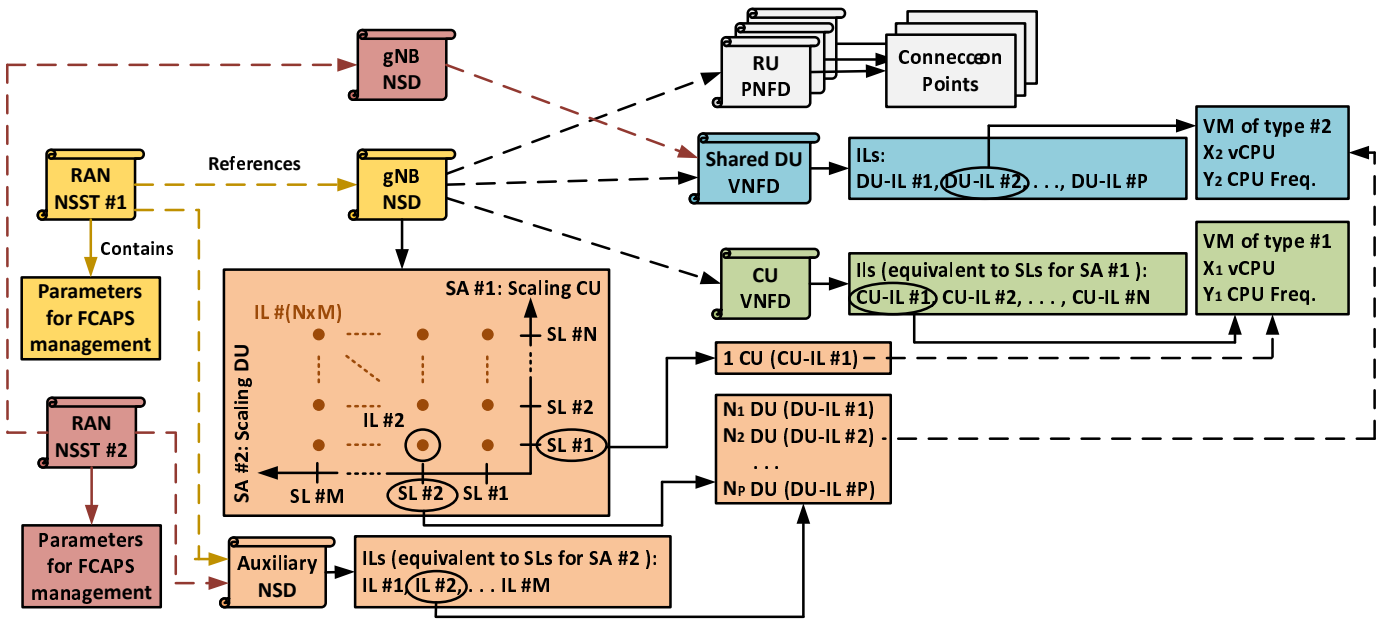 gNB
NSD
RU
PNFD
Connecceon
Points
RAN
NSST #1
References
gNB
NSD
Shared DU
VNFD
ILs:
DU-IL #1, DU-IL #2, . . ., DU-IL #P
VM of type #2
X2 vCPU
Y2 CPU Freq.
Contains
Parameters
for FCAPS
management
CU
VNFD
Ils (equivalent to SLs for SA #1 ):
CU-IL #1, CU-IL #2, . . . , CU-IL #N
VM of type #1
X1 vCPU
Y1 CPU Freq.
SA #1: Scaling CU
IL #(NxM)
SL #N
SL #2
SL #1
IL #2
SA #2: Scaling DU
SL #M
SL #2
SL #1
1 CU (CU-IL #1)
N1 DU (DU-IL #1)
N2 DU (DU-IL #2)
. . .
NP DU (DU-IL #P)
RAN
NSST #2
Parameters
for FCAPS
management
Auxiliary
NSD
ILs (equivalent to SLs for SA #2 ):
IL #1, IL #2, . . . IL #M